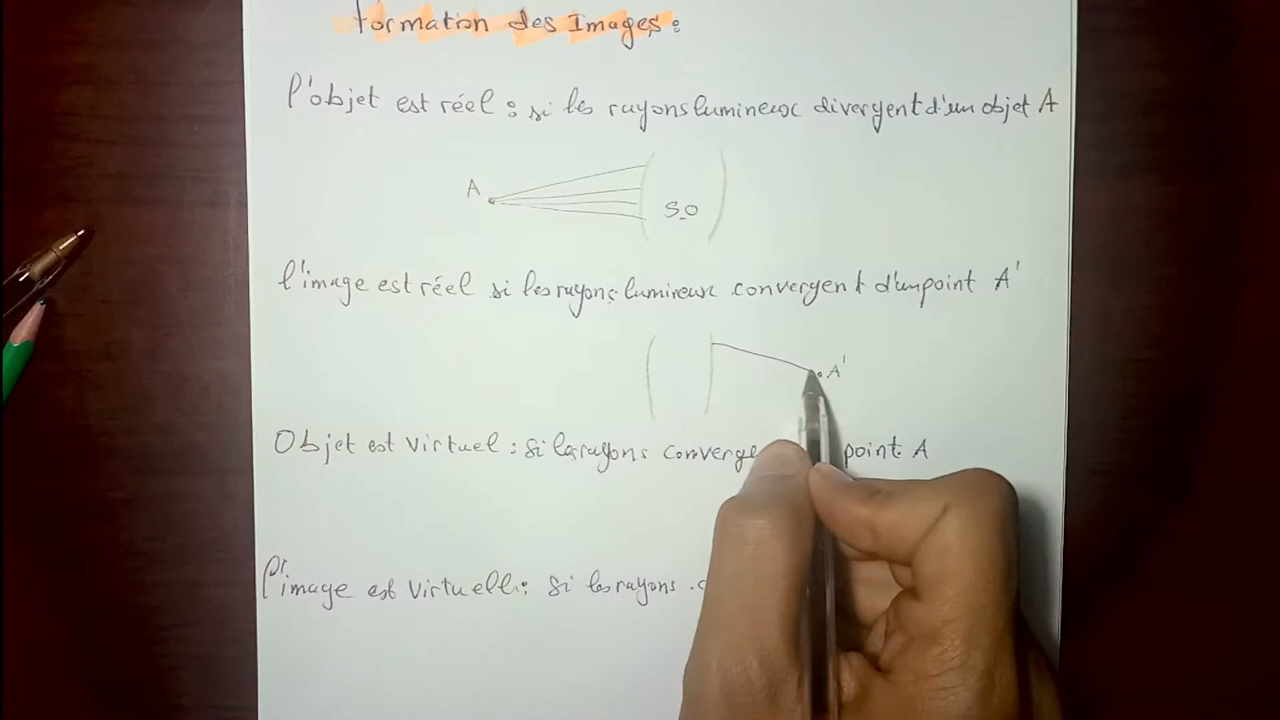 formation des Images :
l'objet est réel : si les rayons lumineux divergent d'un objet A
A
S_O
l'image est réel si les rayons lumineux convergent d'un point A'
A'
Objet est virtuel : si les rayons converge point A
l'image est virtuelle : si les rayons